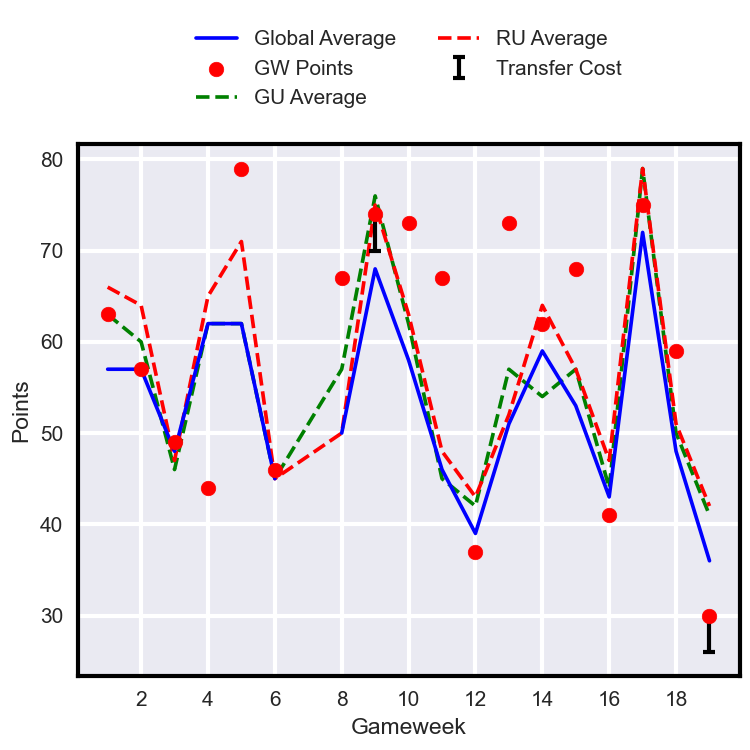 Global Average
GW Points
GU Average
RU Average
Transfer Cost
80
70
60
50
40
30
Points
2 4 6 8 10 12 14 16 18
Gameweek